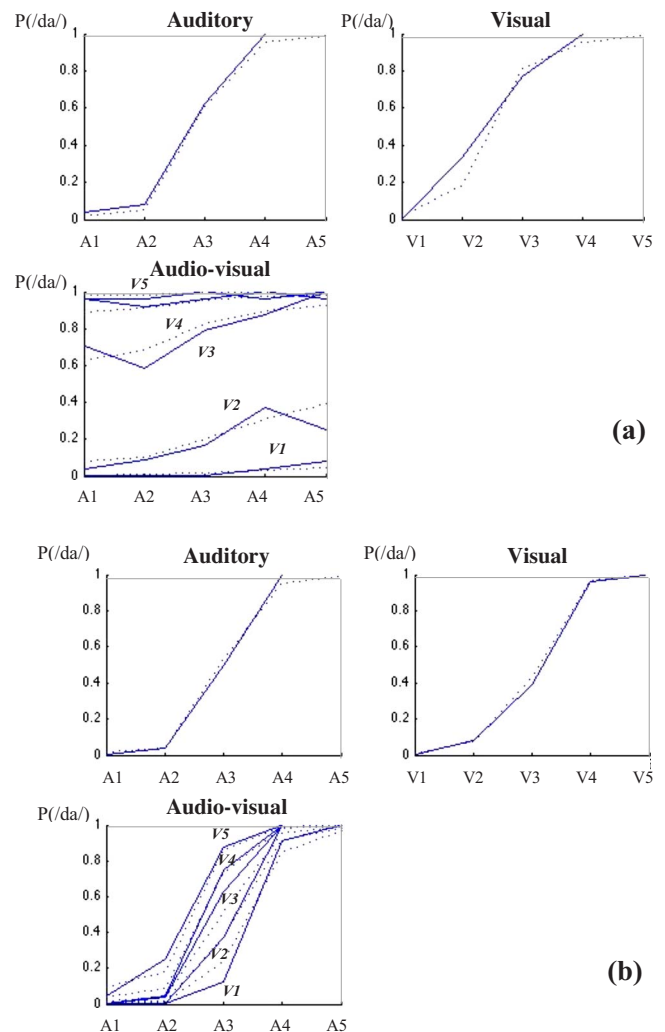 P(/da/) Auditory
1
0.8
0.6
0.4
0.2
0
A1 A2 A3 A4 A5
P(/da/) Visual
1
0.8
0.6
0.4
0.2
0
V1 V2 V3 V4 V5
P(/da/) Audio-visual
1
0.8
0.6
0.4
0.2
0
V5
V4
V3
V2
V1
A1 A2 A3 A4 A5
(a)
P(/da/) Auditory
1
0.8
0.6
0.4
0.2
0
A1 A2 A3 A4 A5
P(/da/) Visual
1
0.8
0.6
0.4
0.2
0
V1 V2 V3 V4 V5
P(/da/) Audio-visual
1
0.8
0.6
0.4
0.2
0
V5
V4
V3
V2
V1
A1 A2 A3 A4 A5
(b)